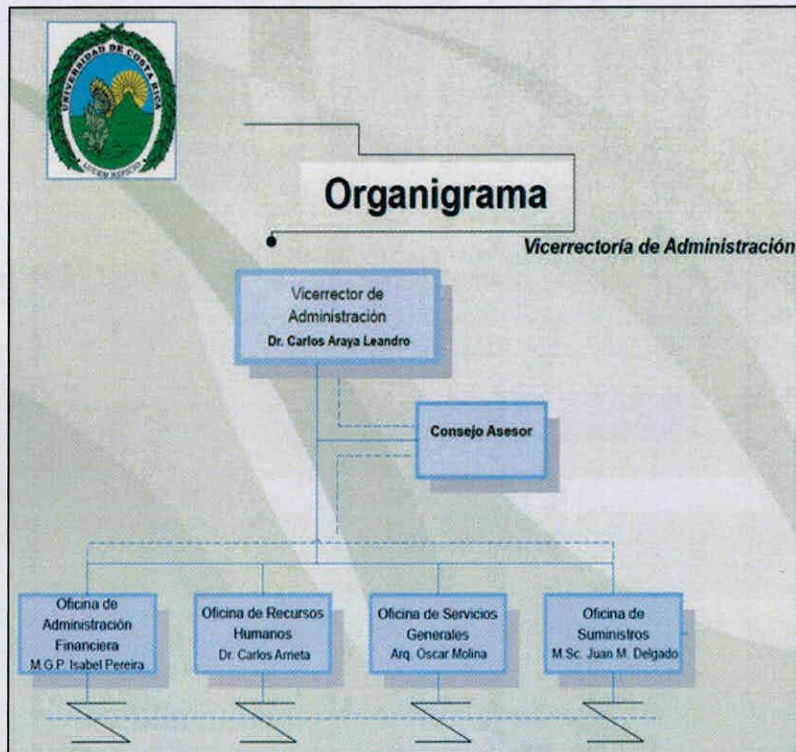 UNIVERSIDAD DE COSTA RICA
LUCEM ASPICIO
Organigrama
Vicerrectoría de Administración
Vicerrector de
Administración
Dr. Carlos Araya Leandro
Consejo Asesor
Oficina de
Administración
Financiera
M.G.P. Isabel Pereira
Oficina de Recursos
Humanos
Dr. Carlos Arrieta
Oficina de Servicios
Generales
Arq. Oscar Molina
Oficina de
Suministros
M.Sc. Juan M. Delgado